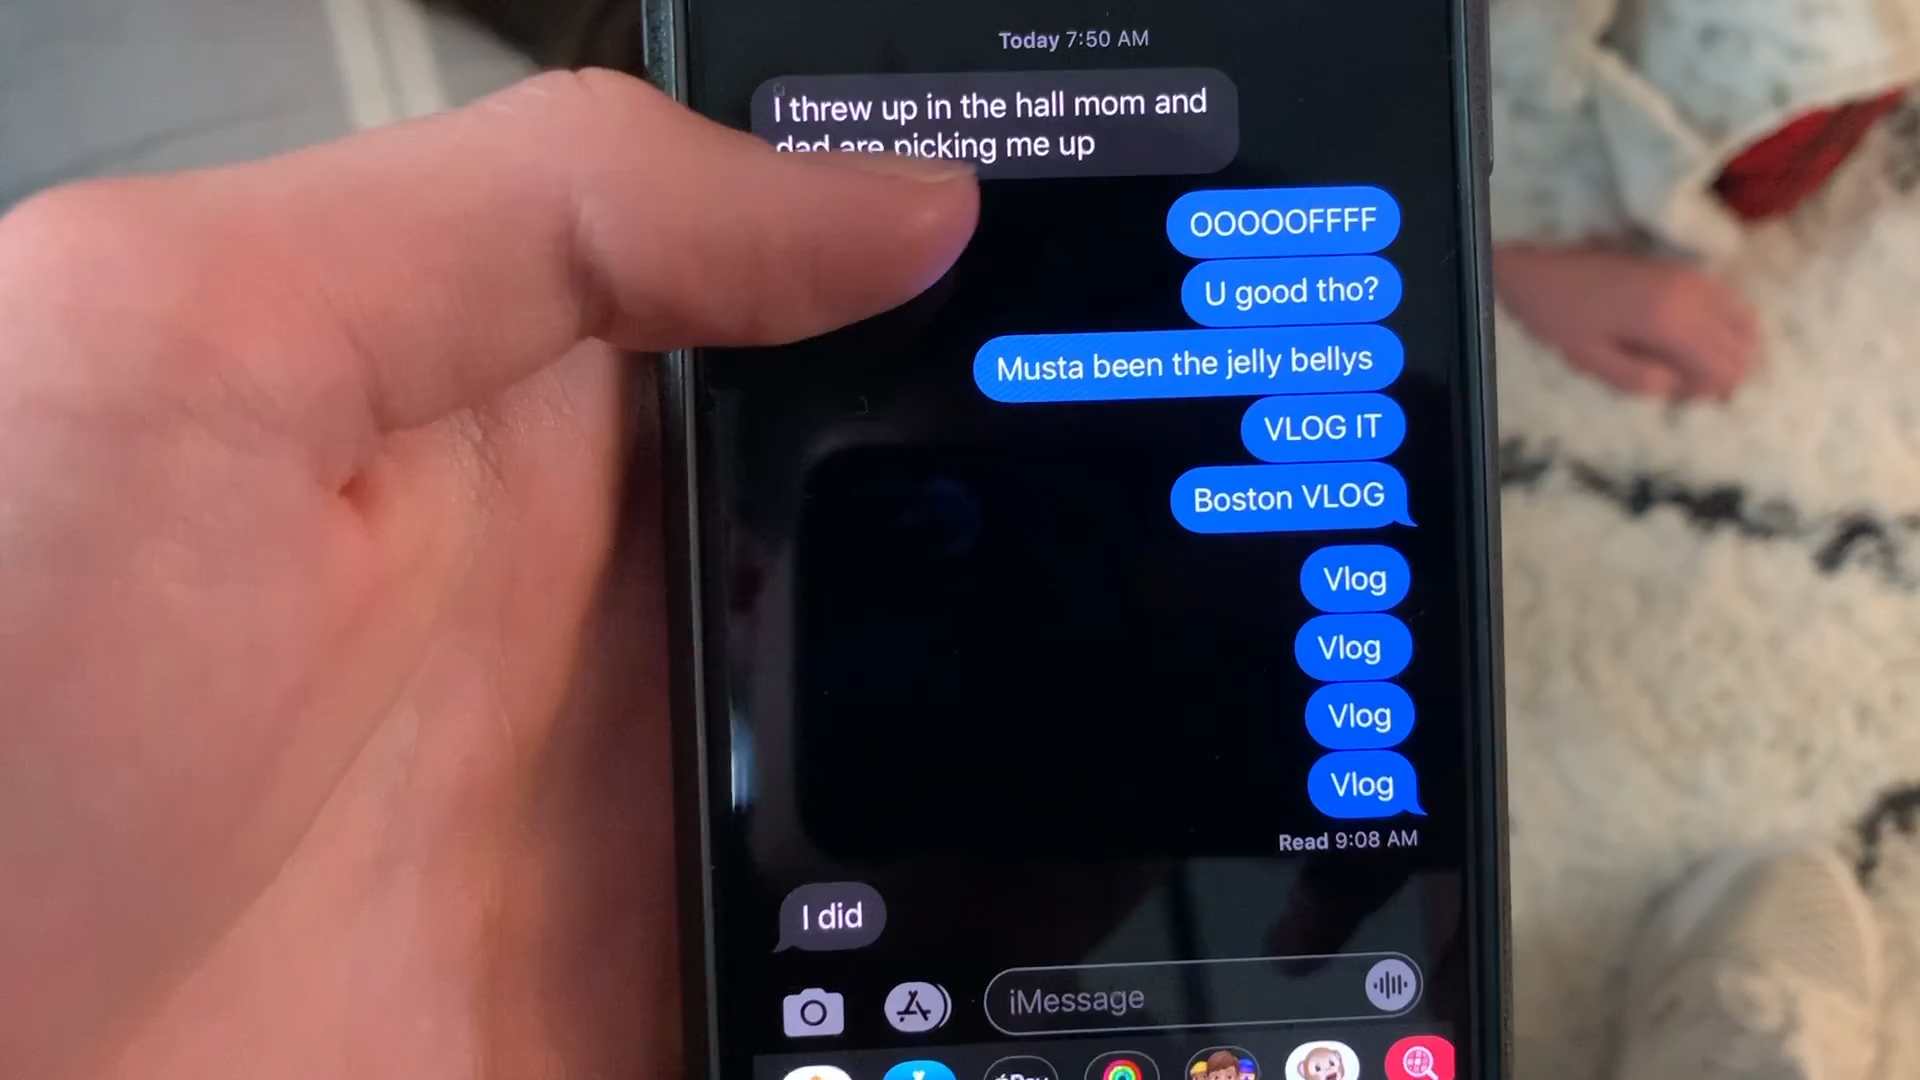 Today 7:50 AM
I threw up in the hall mom and
dad are picking me up
OOOOOFFFF
U good tho?
Musta been the jelly bellys
VLOG IT
Boston VLOG
Vlog
Vlog
Vlog
Vlog
Read 9:08 AM
I did
iMessage